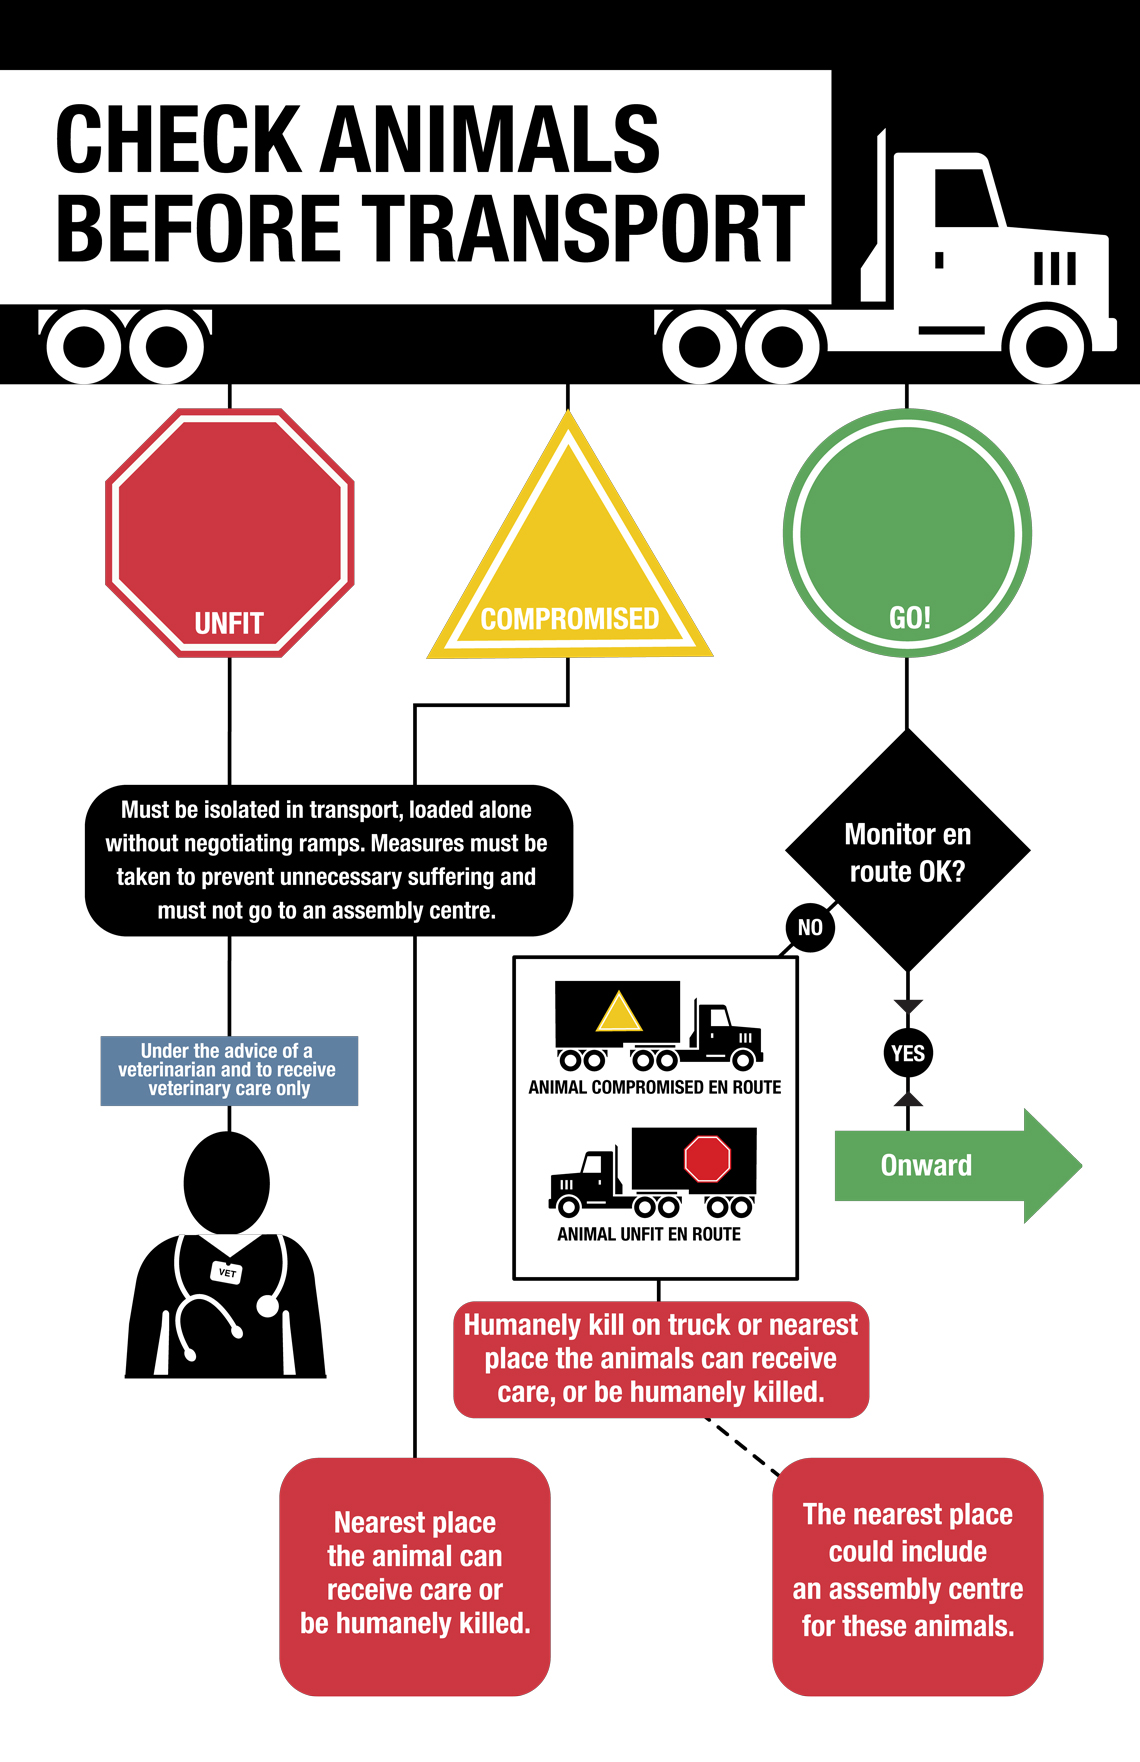 CHECK ANIMALS
BEFORE TRANSPORT
UNFIT
COMPROMISED
GO!
Must be isolated in transport, loaded alone
without negotiating ramps. Measures must be
taken to prevent unnecessary suffering and
must not go to an assembly centre.
Monitor en
route OK?
NO
YES
Onward
Under the advice of a
veterinarian and to receive
veterinary care only
VET
ANIMAL COMPROMISED EN ROUTE
ANIMAL UNFIT EN ROUTE
Humanely kill on truck or nearest
place the animals can receive
care, or be humanely killed.
Nearest place
the animal can
receive care or
be humanely killed.
The nearest place
could include
an assembly centre
for these animals.